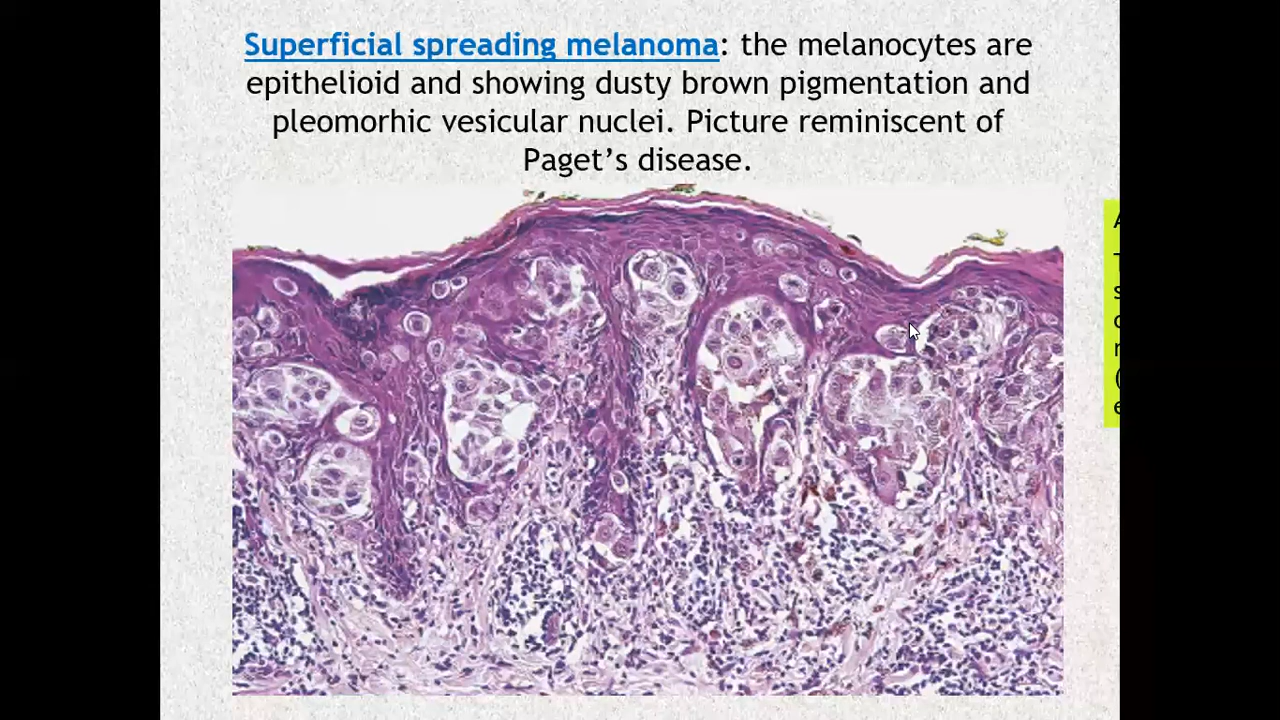 Superficial spreading melanoma: the melanocytes are
epithelioid and showing dusty brown pigmentation and
pleomorhic vesicular nuclei. Picture reminiscent of
Paget’s disease.